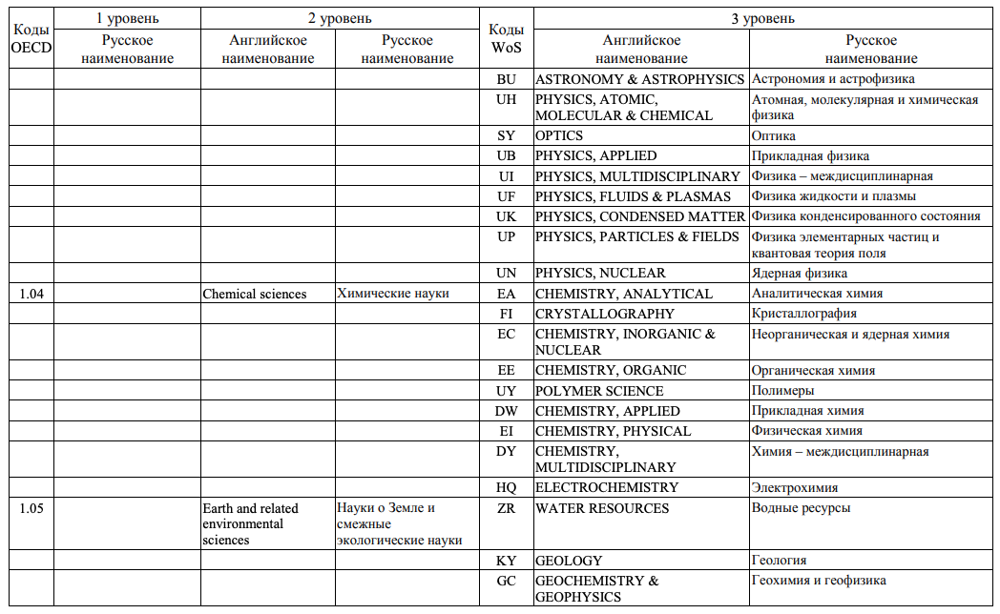 Коды OECD | 1 уровень | 2 уровень | Коды WoS | 3 уровень
Русское наименование | Английское наименование | Русское наименование | Английское наименование | Русское наименование
BU | ASTRONOMY & ASTROPHYSICS | Астрономия и астрофизика
UH | PHYSICS, ATOMIC, MOLECULAR & CHEMICAL | Атомная, молекулярная и химическая физика
SY | OPTICS | Оптика
UB | PHYSICS, APPLIED | Прикладная физика
UI | PHYSICS, MULTIDISCIPLINARY | Физика – междисциплинарная
UF | PHYSICS, FLUIDS & PLASMAS | Физика жидкости и плазмы
UK | PHYSICS, CONDENSED MATTER | Физика конденсированного состояния
UP | PHYSICS, PARTICLES & FIELDS | Физика элементарных частиц и квантовая теория поля
UN | PHYSICS, NUCLEAR | Ядерная физика
1.04 | Chemical sciences | Химические науки | EA | CHEMISTRY, ANALYTICAL | Аналитическая химия
FI | CRYSTALLOGRAPHY | Кристаллография
EC | CHEMISTRY, INORGANIC & NUCLEAR | Неорганическая и ядерная химия
EE | CHEMISTRY, ORGANIC | Органическая химия
UY | POLYMER SCIENCE | Полимеры
DW | CHEMISTRY, APPLIED | Прикладная химия
EI | CHEMISTRY, PHYSICAL | Физическая химия
DY | CHEMISTRY, MULTIDISCIPLINARY | Химия – междисциплинарная
HQ | ELECTROCHEMISTRY | Электрохимия
1.05 | Earth and related environmental sciences | Науки о Земле и смежные экологические науки | ZR | WATER RESOURCES | Водные ресурсы
KY | GEOLOGY | Геология
GC | GEOCHEMISTRY & GEOPHYSICS | Геохимия и геофизика